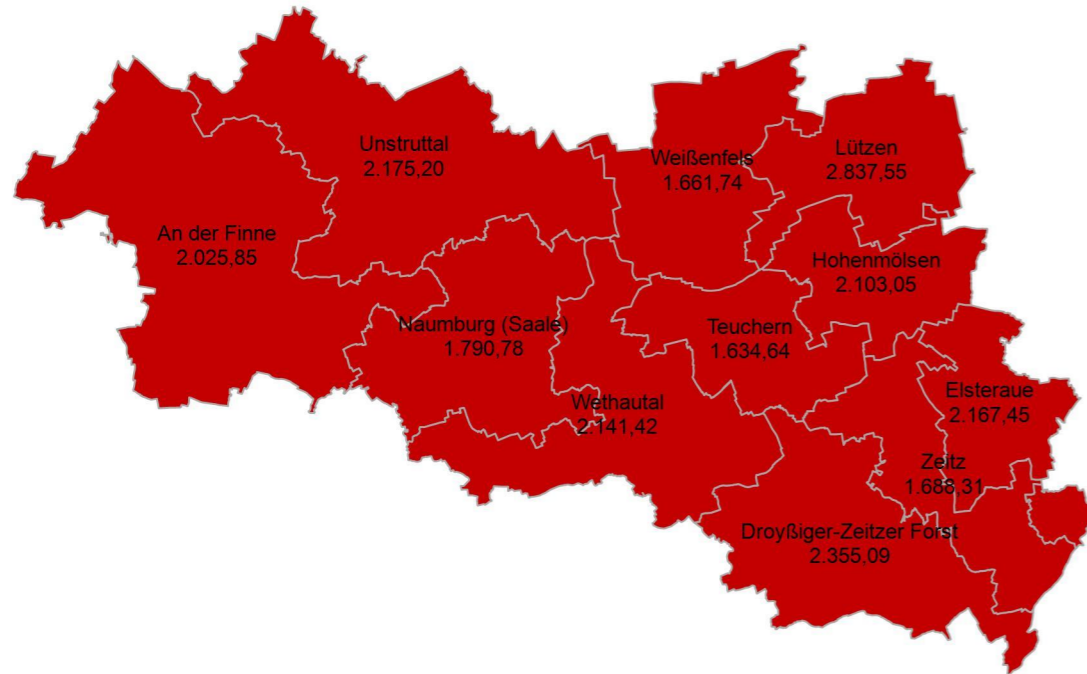 Unstruttal
2.175,20
Weißenfels
1.661,74
Lützen
2.837,55
An der Finne
2.025,85
Hohenmölsen
2.103,05
Naumburg (Saale)
1.790,78
Teuchern
1.634,64
Wethautal
2.141,42
Elsteraue
2.167,45
Zeitz
1.688,31
Droyßiger-Zeitzer Forst
2.355,09